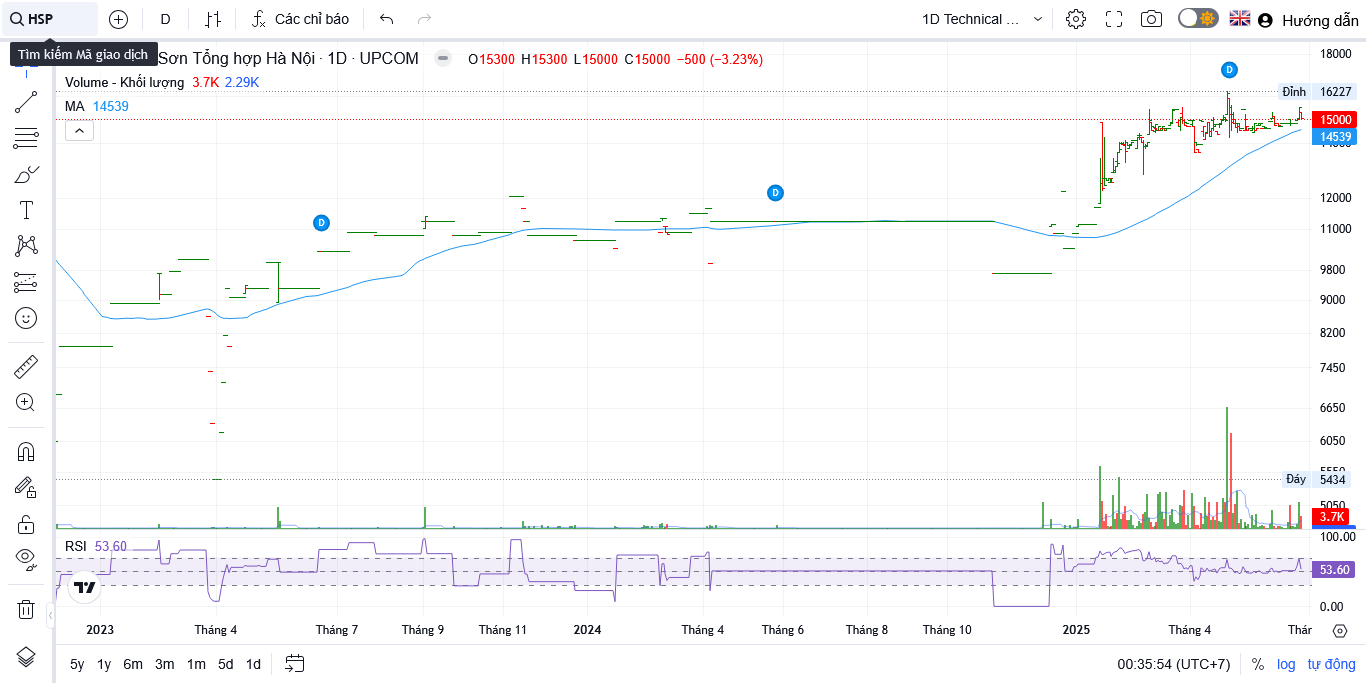 HSP
D
Các chỉ báo
1D Technical ...
Hướng dẫn
Tìm kiếm Mã giao dịch
Sơn Tổng hợp Hà Nội · 1D · UPCOM
O15300 H15300 L15000 C15000 −500 (−3.23%)
Volume - Khối lượng 3.7K 2.29K
MA 14539
18000
Đỉnh 16227
15000
14539
14000
12000
11000
9800
9000
8200
7450
6650
6050
5550
Đáy 5434
5050
3.7K
D
D
D
RSI 53.60
100.00
53.60
0.00
2023 Tháng 4 Tháng 7 Tháng 9 Tháng 11 2024 Tháng 4 Tháng 6 Tháng 8 Tháng 10 2025 Tháng 4 Thár
5y 1y 6m 3m 1m 5d 1d
00:35:54 (UTC+7) % log tự động